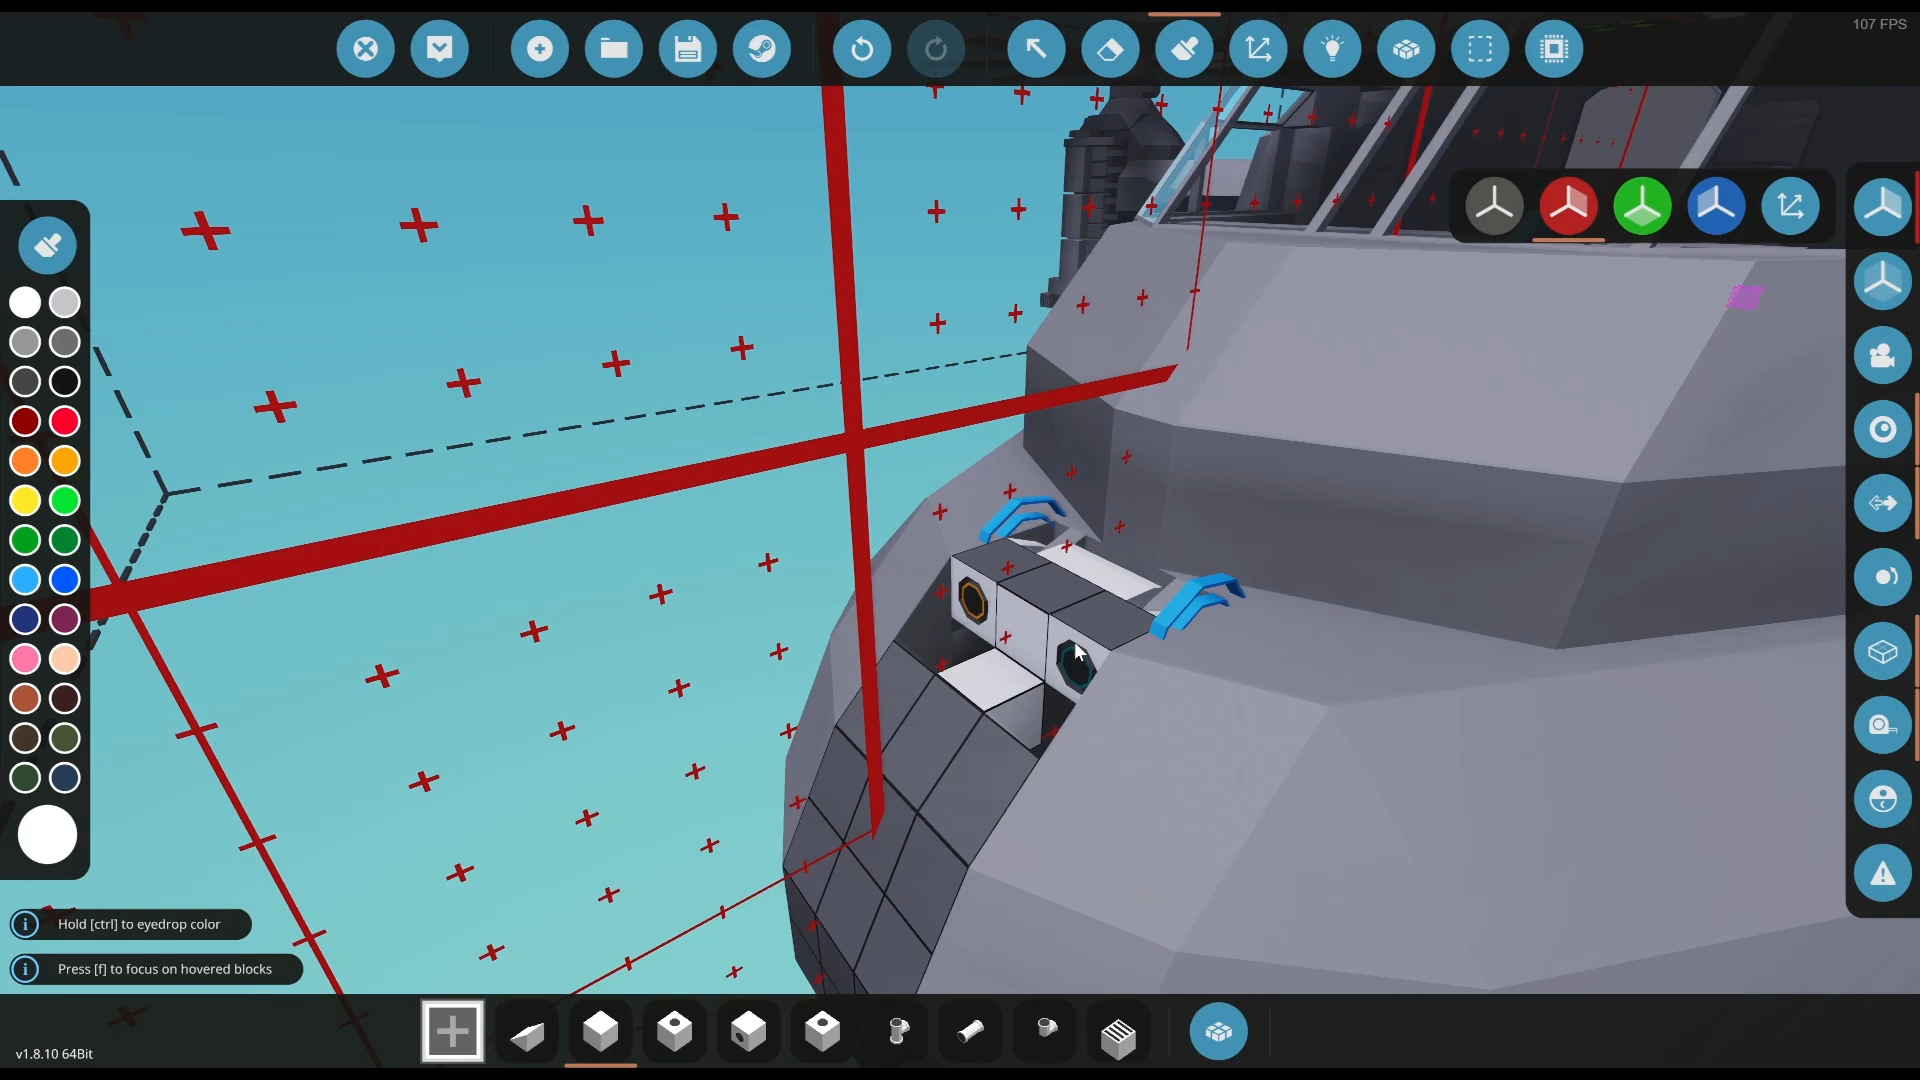 107 FPS
Hold [ctrl] to eyedrop color
Press [f] to focus on hovered blocks
v1.8.10 64Bit